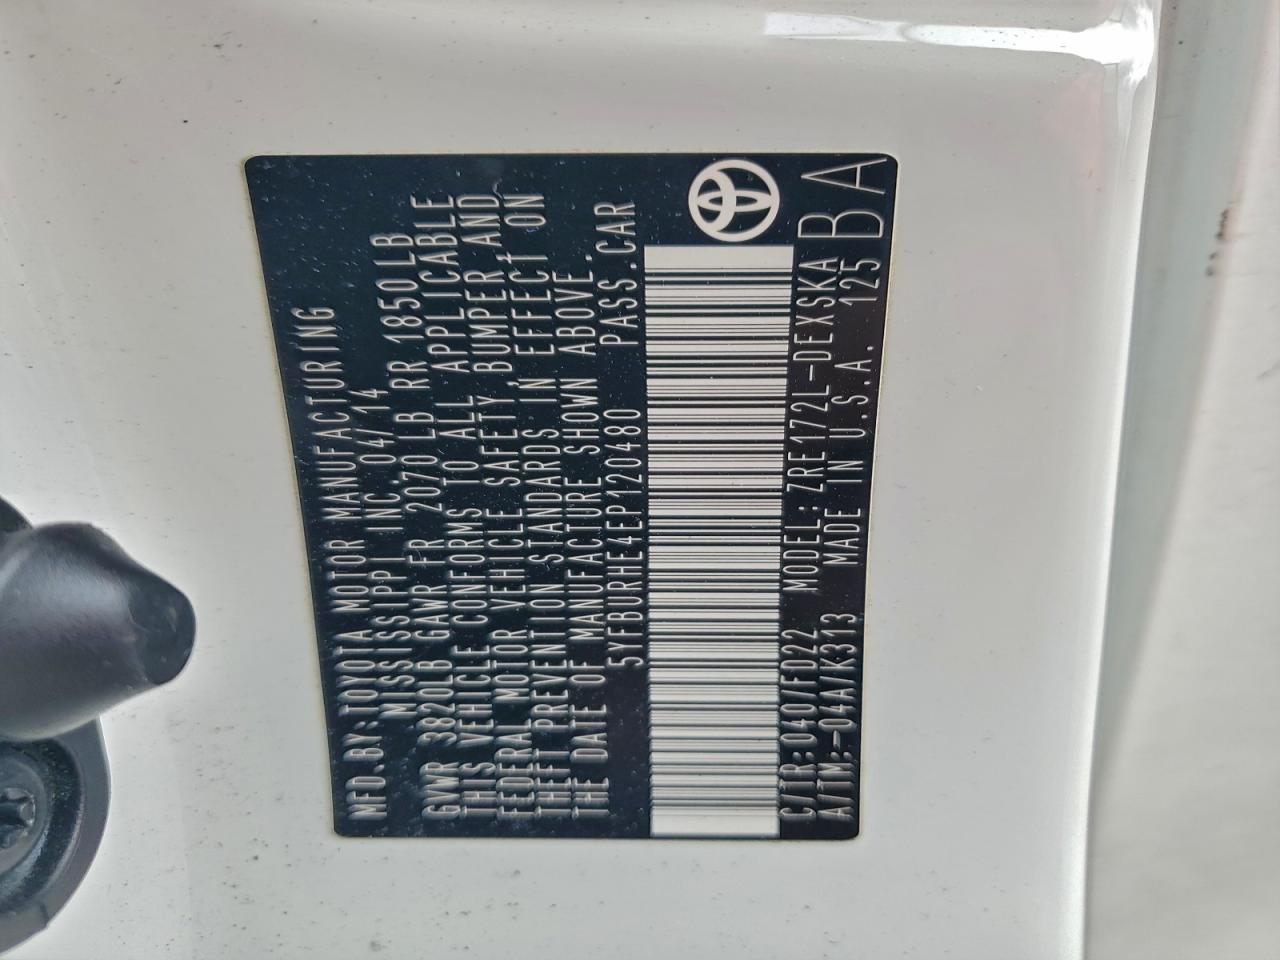 MFD.BY:TOYOTA MOTOR MANUFACTURING
MISSISSIPPI INC 04/14
GVWR 3820LB GAWR FR 2070LB RR 1850LB
THIS VEHICLE CONFORMS TO ALL APPLICABLE
FEDERAL MOTOR VEHICLE SAFETY, BUMPER,AND
THEFT PREVENTION STANDARDS IN EFFECT ON
THE DATE OF MANUFACTURE SHOWN ABOVE.
5YFBURHE4EP120480 PASS.CAR
C/TR:040/FD22 MODEL:ZRE172L-DEXSKA B
A/TM:-04A/K313 MADE IN U.S.A. 125 BA